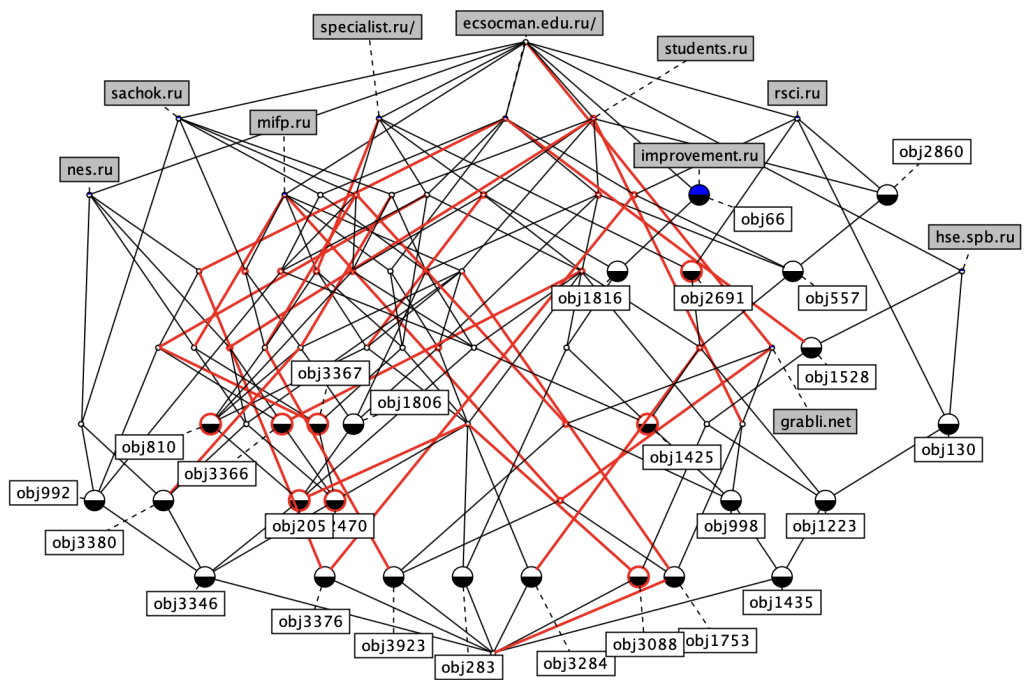 ecsocman.edu.ru/
specialist.ru/
students.ru
sachok.ru
rsci.ru
mifp.ru
improvement.ru
obj2860
nes.ru
obj66
hse.spb.ru
obj1816
obj2691
obj557
obj3367
obj1528
obj1806
grabli.net
obj810
obj1425
obj130
obj3366
obj992
obj205
470
obj998
obj1223
obj3380
obj3346
obj1435
obj3376
obj3923
obj3088
obj1753
obj283
obj3284